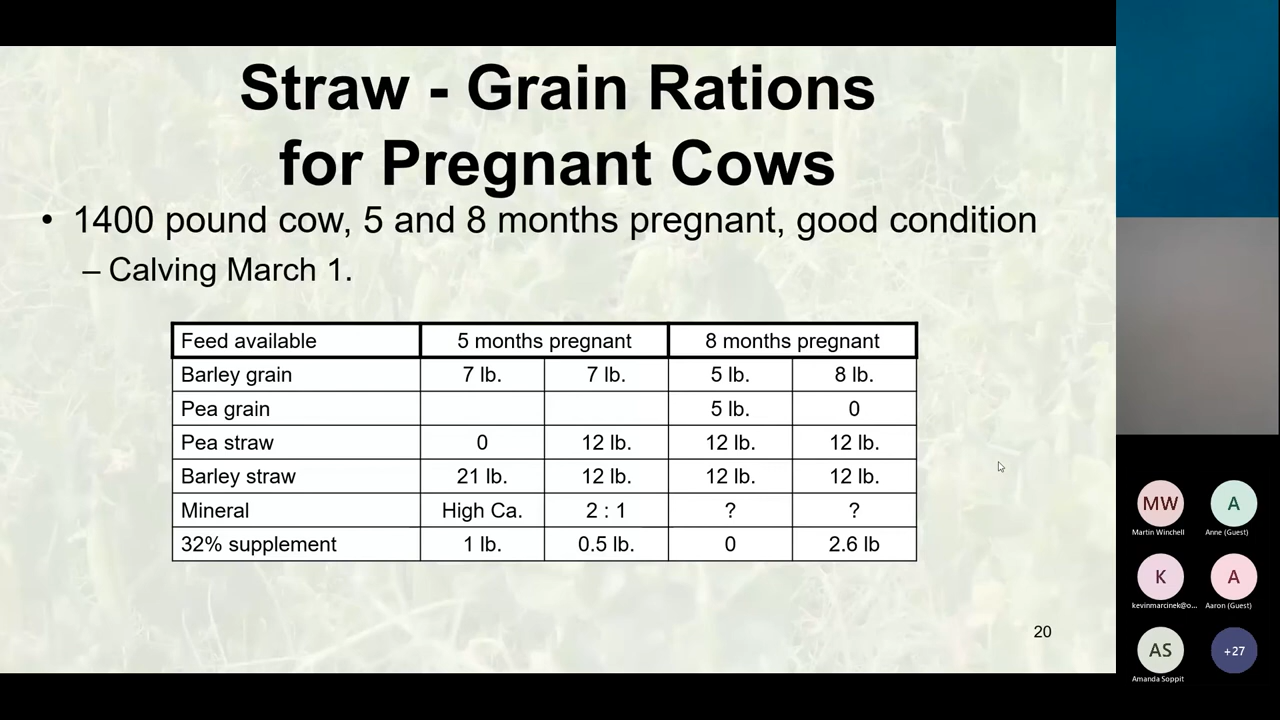 Straw - Grain Rations
for Pregnant Cows
• 1400 pound cow, 5 and 8 months pregnant, good condition
– Calving March 1.
Feed available 5 months pregnant 8 months pregnant
Barley grain 7 lb. 7 lb. 5 lb. 8 lb.
Pea grain 5 lb. 0
Pea straw 0 12 lb. 12 lb. 12 lb.
Barley straw 21 lb. 12 lb. 12 lb. 12 lb.
Mineral High Ca. 2 : 1 ? ?
32% supplement 1 lb. 0.5 lb. 0 2.6 lb
20
MW A
Martin Winchell Anne (Guest)
K A
kevinmarcinek@o... Aaron (Guest)
AS +27
Amanda Soppit